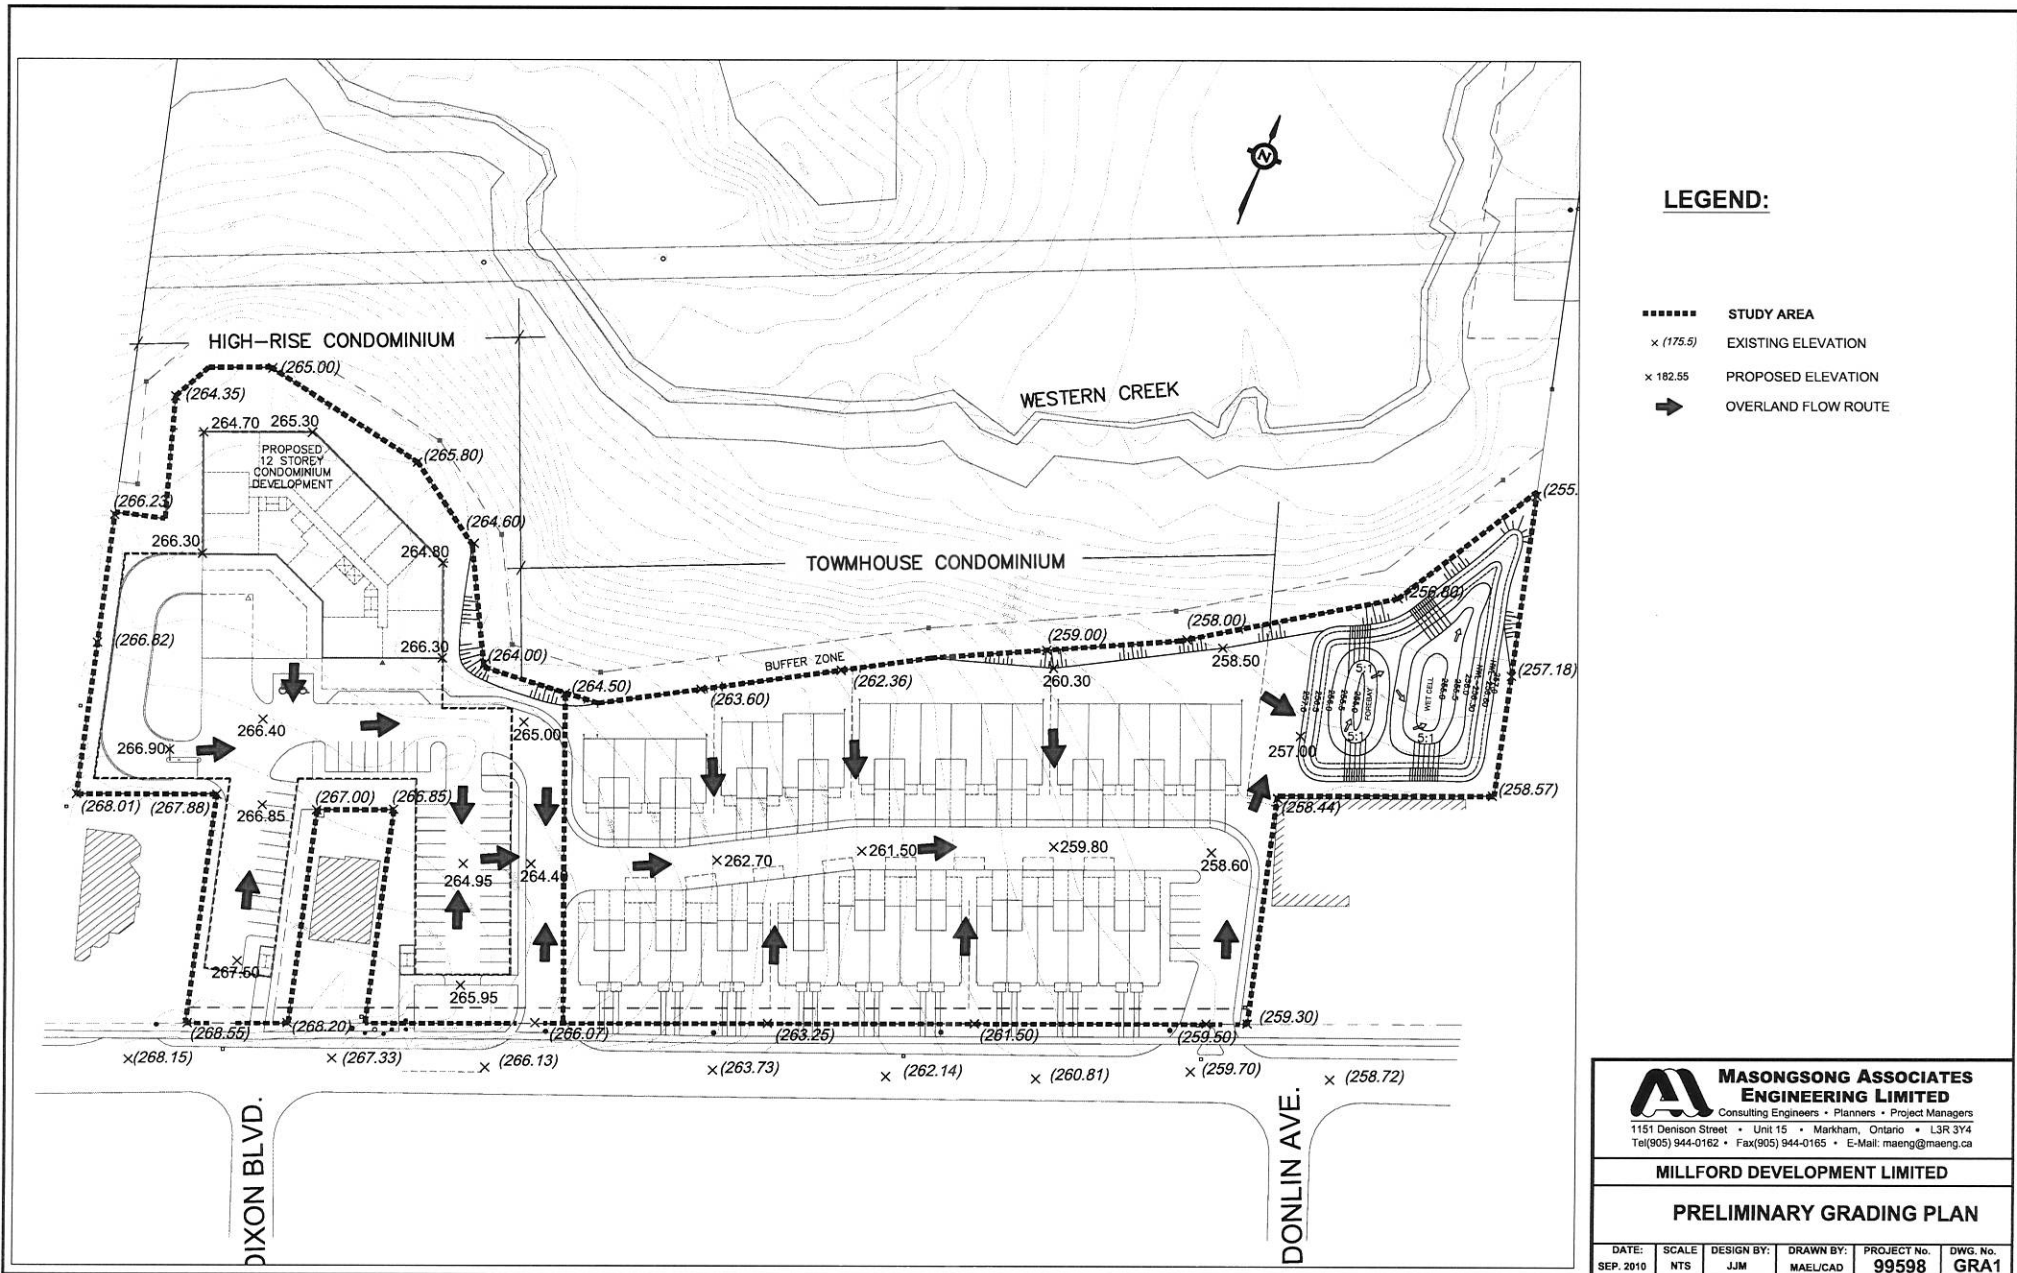 HIGH-RISE CONDOMINIUM
(265.00)
(264.35)
264.70
265.30
PROPOSED
12 STOREY
CONDOMINIUM
DEVELOPMENT
(265.80)
(266.23)
(264.60)
266.30
264.80
(266.82)
266.30
(264.00)
(264.50)
266.40
266.90
265.00
(268.01)
(267.88)
266.85
(267.00)
(266.85)
264.95
267.60
265.95
(268.55)
(268.20)
(266.07)
(268.15)
(267.33)
(266.13)
N
WESTERN CREEK
TOWMHOUSE CONDOMINIUM
BUFFER ZONE
(263.60)
(262.36)
(259.00)
260.30
(258.00)
258.50
(256.80)
(255.
(257.18)
257.00
5:1
5:1
5:1
FOREBAY
WET CELL
(258.44)
(258.57)
262.70
261.50
259.80
258.60
(263.25)
(261.50)
(259.50)
(259.30)
(263.73)
(262.14)
(260.81)
(259.70)
(258.72)
DIXON BLVD.
DONLIN AVE.
LEGEND:
STUDY AREA
× (175.5) EXISTING ELEVATION
× 182.55 PROPOSED ELEVATION
OVERLAND FLOW ROUTE
MASONGSONG ASSOCIATES
ENGINEERING LIMITED
Consulting Engineers • Planners • Project Managers
1151 Denison Street • Unit 15 • Markham, Ontario • L3R 3Y4
Tel(905) 944-0162 • Fax(905) 944-0165 • E-Mail: maeng@maeng.ca
MILLFORD DEVELOPMENT LIMITED
PRELIMINARY GRADING PLAN
DATE: SCALE DESIGN BY: DRAWN BY: PROJECT No. DWG. No.
SEP. 2010 NTS JJM MAEL/CAD 99598 GRA1